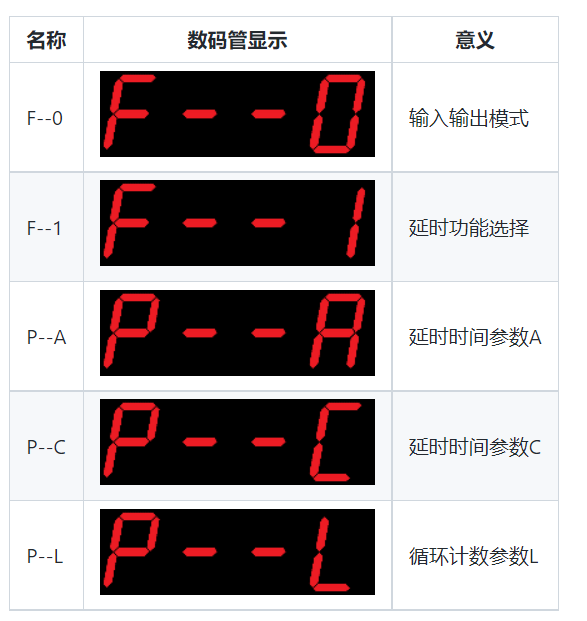 名称 数码管显示 意义
F--0 F--0 输入输出模式
F--1 F--1 延时功能选择
P--A P--A 延时时间参数A
P--C P--C 延时时间参数C
P--L P--L 循环计数参数L